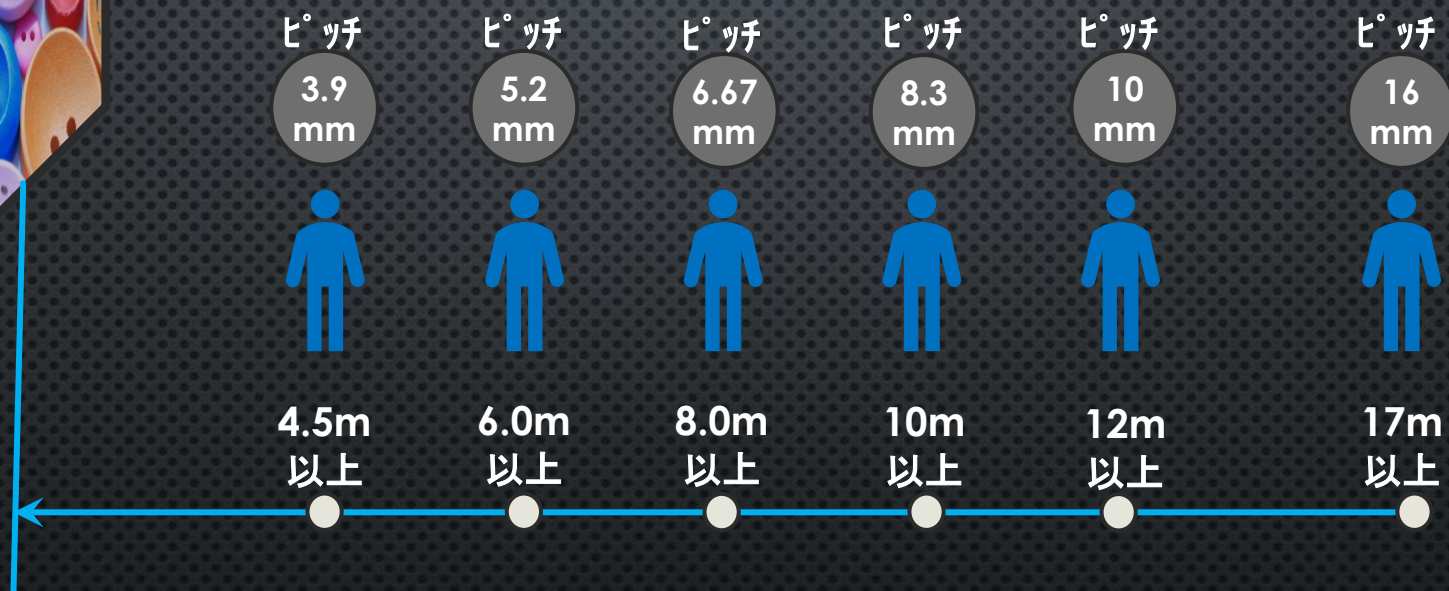 ピッチ ピッチ ピッチ ピッチ ピッチ ピッチ
3.9 5.2 6.67 8.3 10 16
mm mm mm mm mm mm
4.5m 6.0m 8.0m 10m 12m 17m
以上 以上 以上 以上 以上 以上